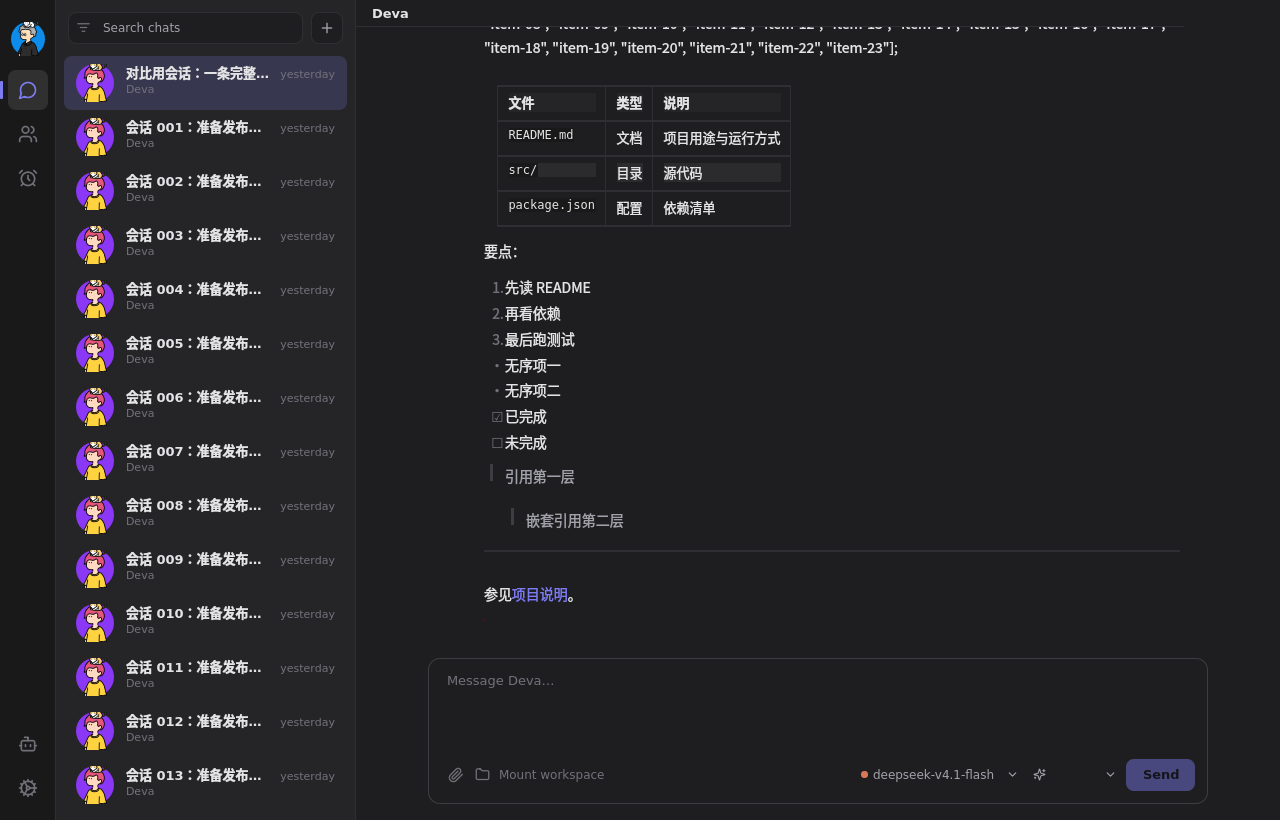 Search chats
+
对比用会话：一条完整...
yesterday
Deva
会话 001：准备发布...
yesterday
Deva
会话 002：准备发布...
yesterday
Deva
会话 003：准备发布...
yesterday
Deva
会话 004：准备发布...
yesterday
Deva
会话 005：准备发布...
yesterday
Deva
会话 006：准备发布...
yesterday
Deva
会话 007：准备发布...
yesterday
Deva
会话 008：准备发布...
yesterday
Deva
会话 009：准备发布...
yesterday
Deva
会话 010：准备发布...
yesterday
Deva
会话 011：准备发布...
yesterday
Deva
会话 012：准备发布...
yesterday
Deva
会话 013：准备发布...
yesterday
Deva
Deva
"item-18", "item-19", "item-20", "item-21", "item-22", "item-23"];
文件 类型 说明
README.md 文档 项目用途与运行方式
src/ 目录 源代码
package.json 配置 依赖清单
要点：
1. 先读 README
2. 再看依赖
3. 最后跑测试
• 无序项一
• 无序项二
☑ 已完成
☐ 未完成
引用第一层
嵌套引用第二层
参见项目说明。
Message Deva…
Mount workspace
deepseek-v4.1-flash
Send